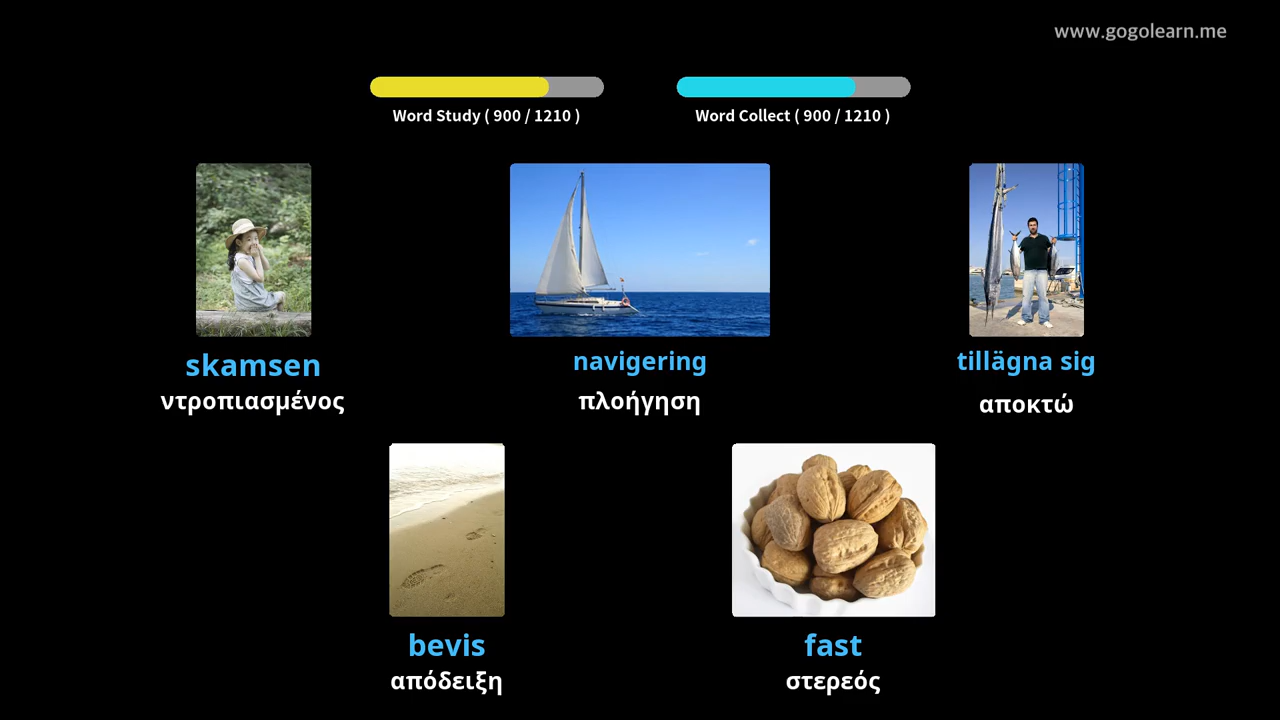 www.gogolearn.me
Word Study ( 900 / 1210 )
Word Collect ( 900 / 1210 )
skamsen
ντροπιασμένος
navigering
πλοήγηση
tillägna sig
αποκτώ
bevis
απόδειξη
fast
στερεός